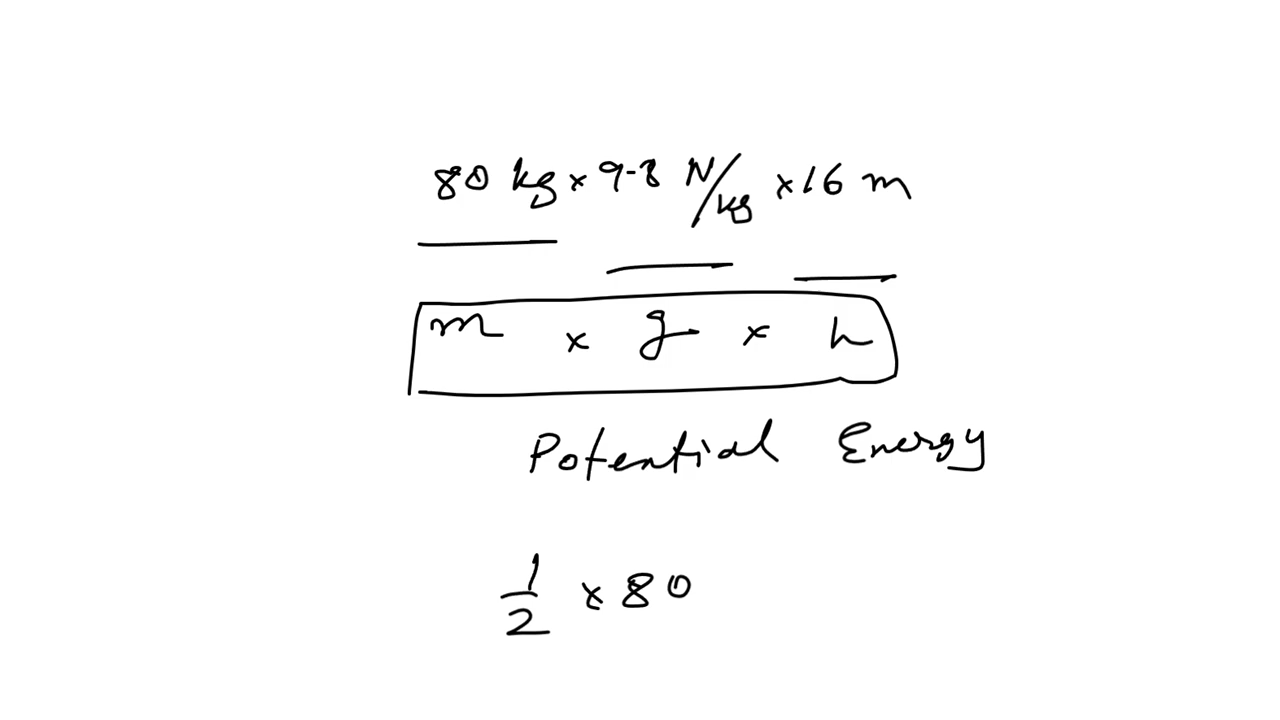 80 kg × 9.8 N/kg × 16 m
m × g × h
Potential Energy
1/2 × 80